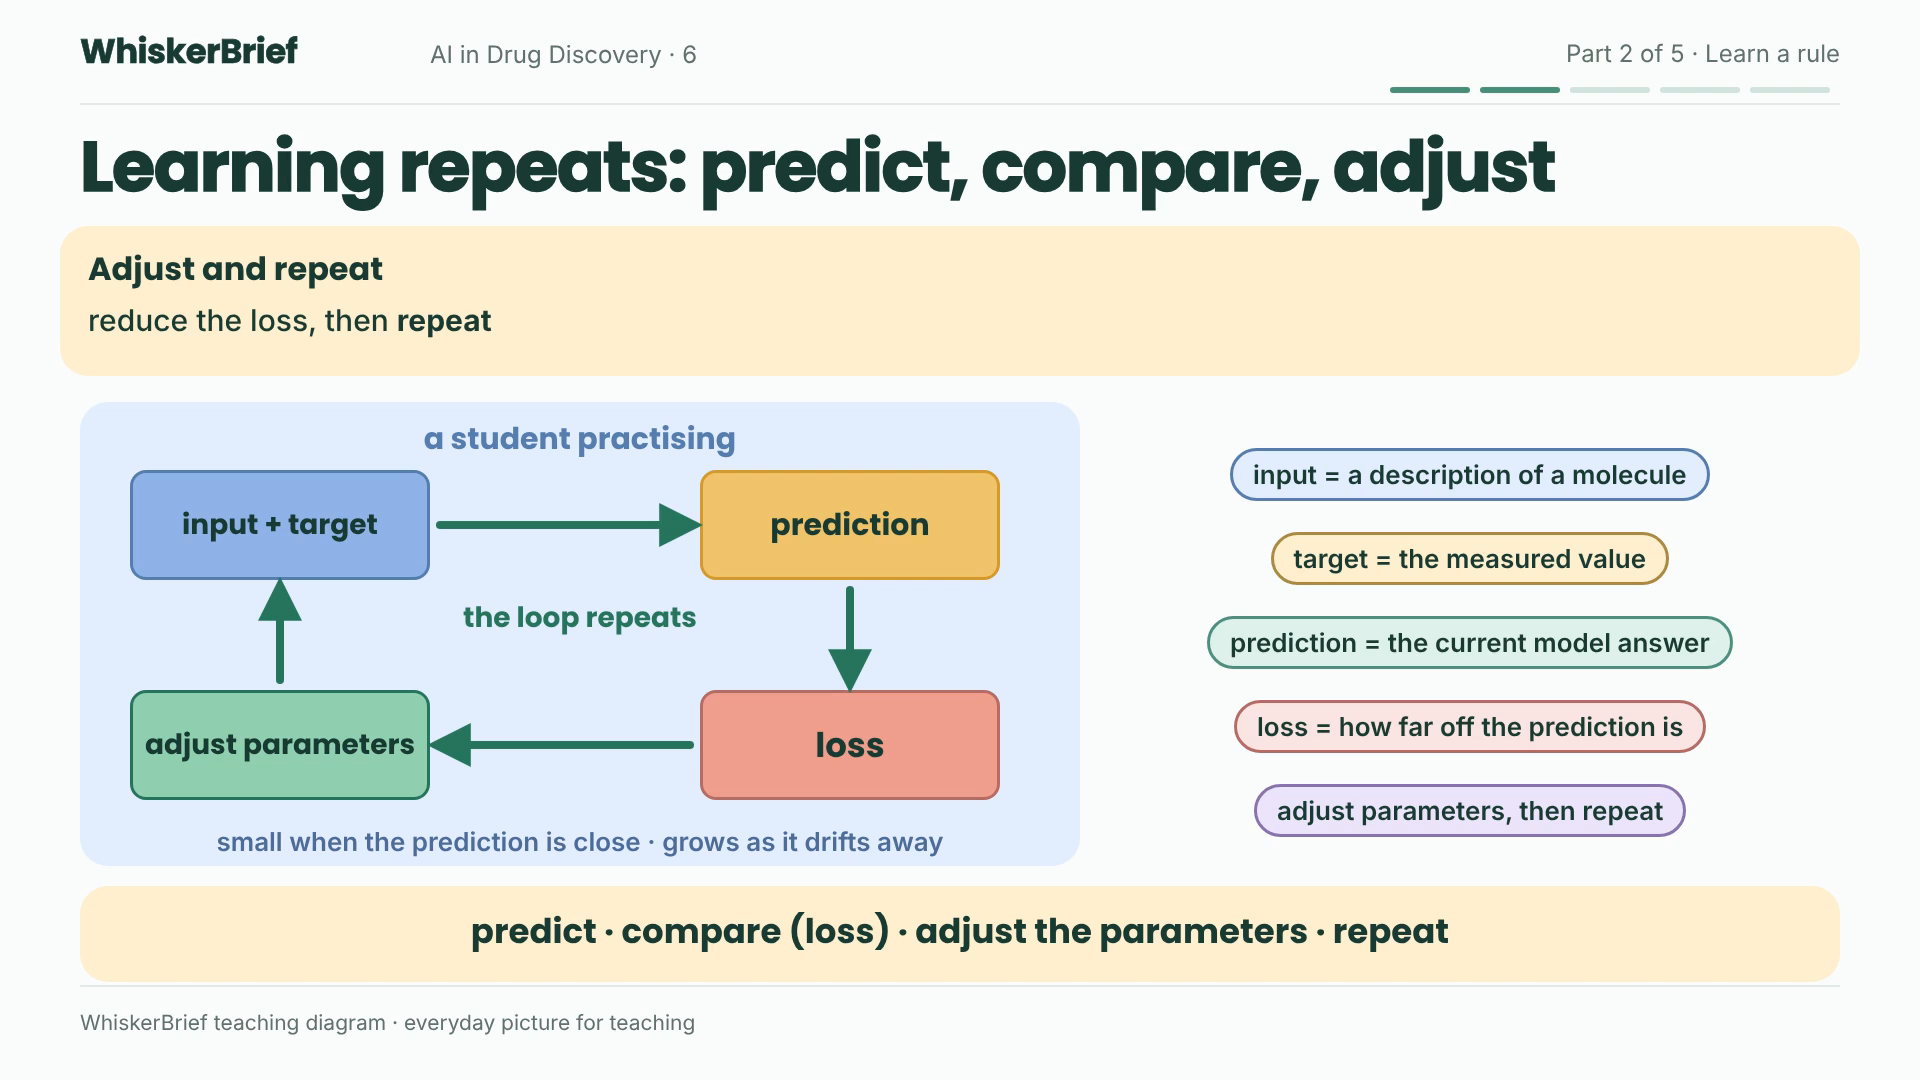 WhiskerBrief
AI in Drug Discovery · 6
Part 2 of 5 · Learn a rule
Learning repeats: predict, compare, adjust
Adjust and repeat
reduce the loss, then repeat
a student practising
input + target
prediction
the loop repeats
adjust parameters
loss
small when the prediction is close · grows as it drifts away
input = a description of a molecule
target = the measured value
prediction = the current model answer
loss = how far off the prediction is
adjust parameters, then repeat
predict · compare (loss) · adjust the parameters · repeat
WhiskerBrief teaching diagram · everyday picture for teaching